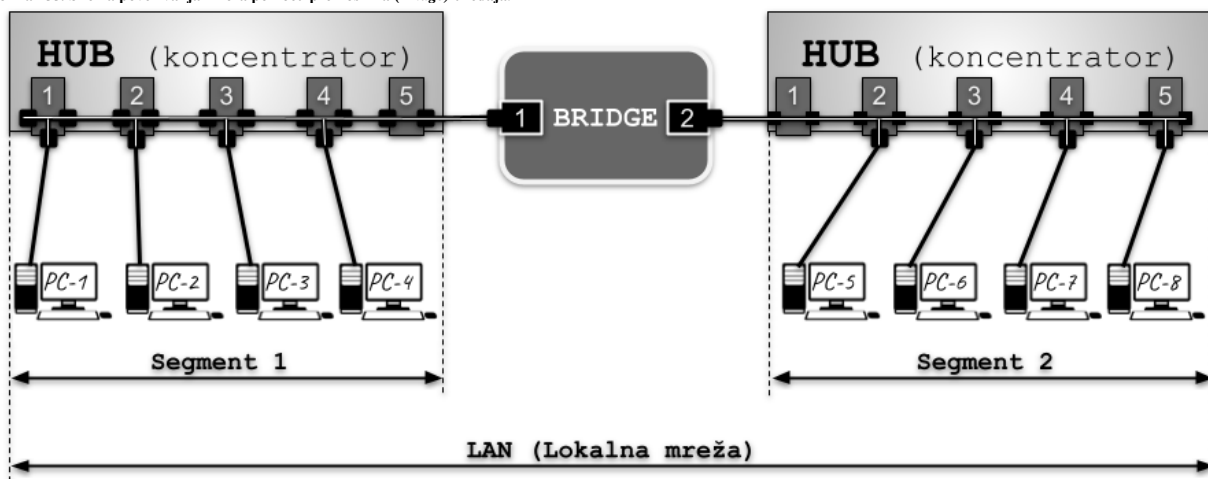 HUB (koncentrator)
1 2 3 4 5
1 BRIDGE 2
HUB (koncentrator)
1 2 3 4 5
PC-1 PC-2 PC-3 PC-4
PC-5 PC-6 PC-7 PC-8
Segment 1
Segment 2
LAN (Lokalna mreža)